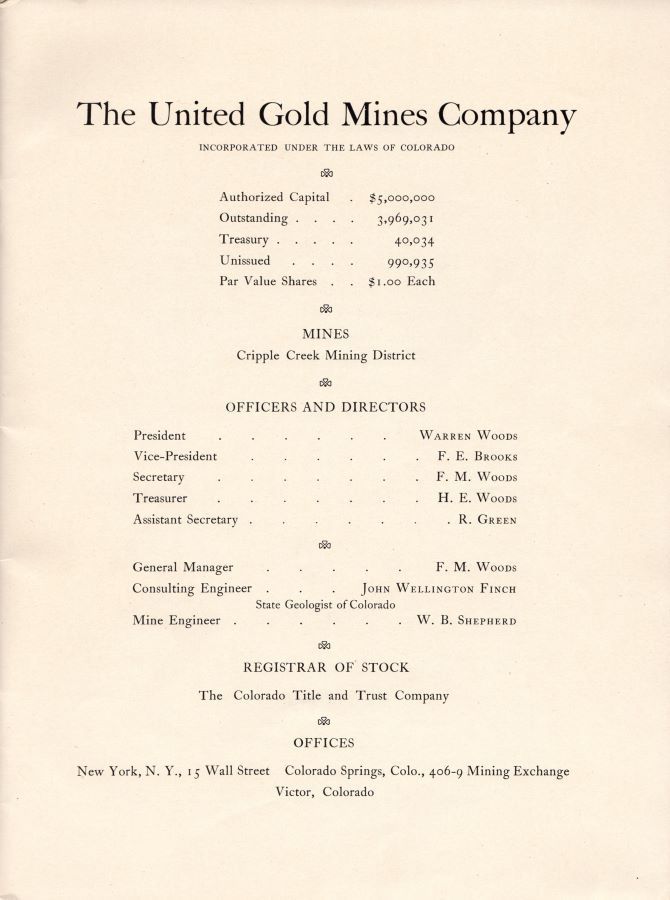 The United Gold Mines Company
INCORPORATED UNDER THE LAWS OF COLORADO
Authorized Capital . $5,000,000
Outstanding . . . . 3,969,031
Treasury . . . . . 40,034
Unissued . . . . 990,935
Par Value Shares . . $1.00 Each
MINES
Cripple Creek Mining District
OFFICERS AND DIRECTORS
President . . . . . . WARREN WOODS
Vice-President . . . . . . F. E. BROOKS
Secretary . . . . . . . F. M. WOODS
Treasurer . . . . . . . H. E. WOODS
Assistant Secretary . . . . . . . R. GREEN
General Manager . . . . . F. M. WOODS
Consulting Engineer . . . JOHN WELLINGTON FINCH
State Geologist of Colorado
Mine Engineer . . . . . . W. B. SHEPHERD
REGISTRAR OF STOCK
The Colorado Title and Trust Company
OFFICES
New York, N. Y., 15 Wall Street Colorado Springs, Colo., 406-9 Mining Exchange
Victor, Colorado